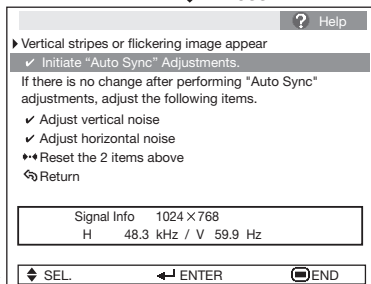 ? Help
Vertical stripes or flickering image appear
✔ Initiate “Auto Sync” Adjustments.
If there is no change after performing "Auto Sync"
adjustments, adjust the following items.
✔ Adjust vertical noise
✔ Adjust horizontal noise
Reset the 2 items above
Return
Signal Info 1024×768
H 48.3 kHz / V 59.9 Hz
SEL. ENTER END